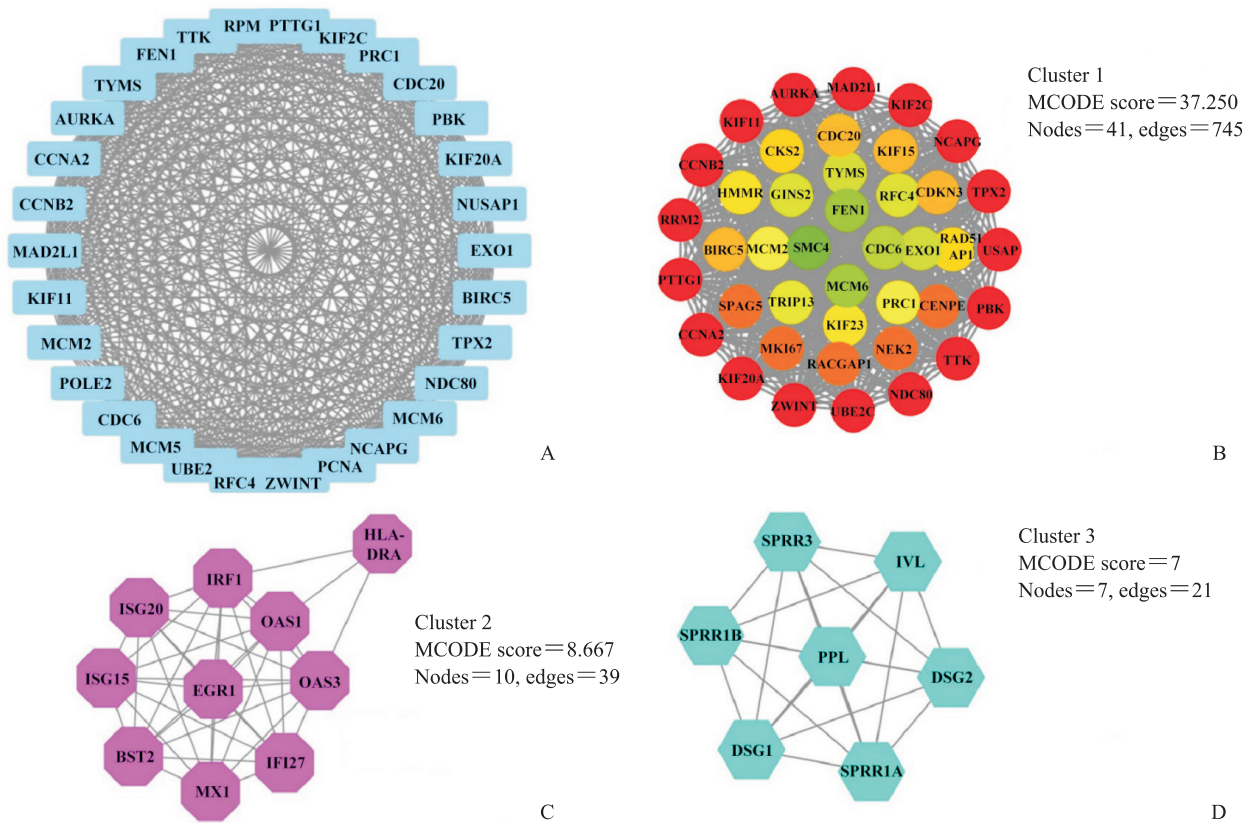 RPM PTTG1
TTK
KIF2C
FEN1
PRC1
TYMS
CDC20
AURKA
PBK
CCNA2
KIF20A
CCNB2
NUSAP1
MAD2L1
EXO1
KIF11
BIRC5
MCM2
TPX2
POLE2
NDC80
CDC6
MCM6
MCM5
NCAPG
UBE2
PCNA
RFC4 ZWINT
A
MAD2L1
AURKA
KIF2C
KIF11
CDC20
NCAPG
CKS2
KIF15
CCNB2
TYMS
TPX2
HMMR
GINS2
RFC4
CDKN3
RRM2
FEN1
BIRC5
MCM2
SMC4
CDC6
EXO1
RAD51
AP1
USAP
PTTG1
MCM6
SPAG5
TRIP13
PRC1
CENPE
PBK
CCNA2
KIF23
MKI67
NEK2
TTK
RACGAP1
KIF20A
NDC80
ZWINT
UBE2C
Cluster 1
MCODE score=37.250
Nodes=41, edges=745
B
HLA-
DRA
IRF1
ISG20
OAS1
ISG15
EGR1
OAS3
BST2
IFI27
MX1
Cluster 2
MCODE score=8.667
Nodes=10, edges=39
C
SPRR3
IVL
SPRR1B
PPL
DSG2
DSG1
SPRR1A
Cluster 3
MCODE score=7
Nodes=7, edges=21
D